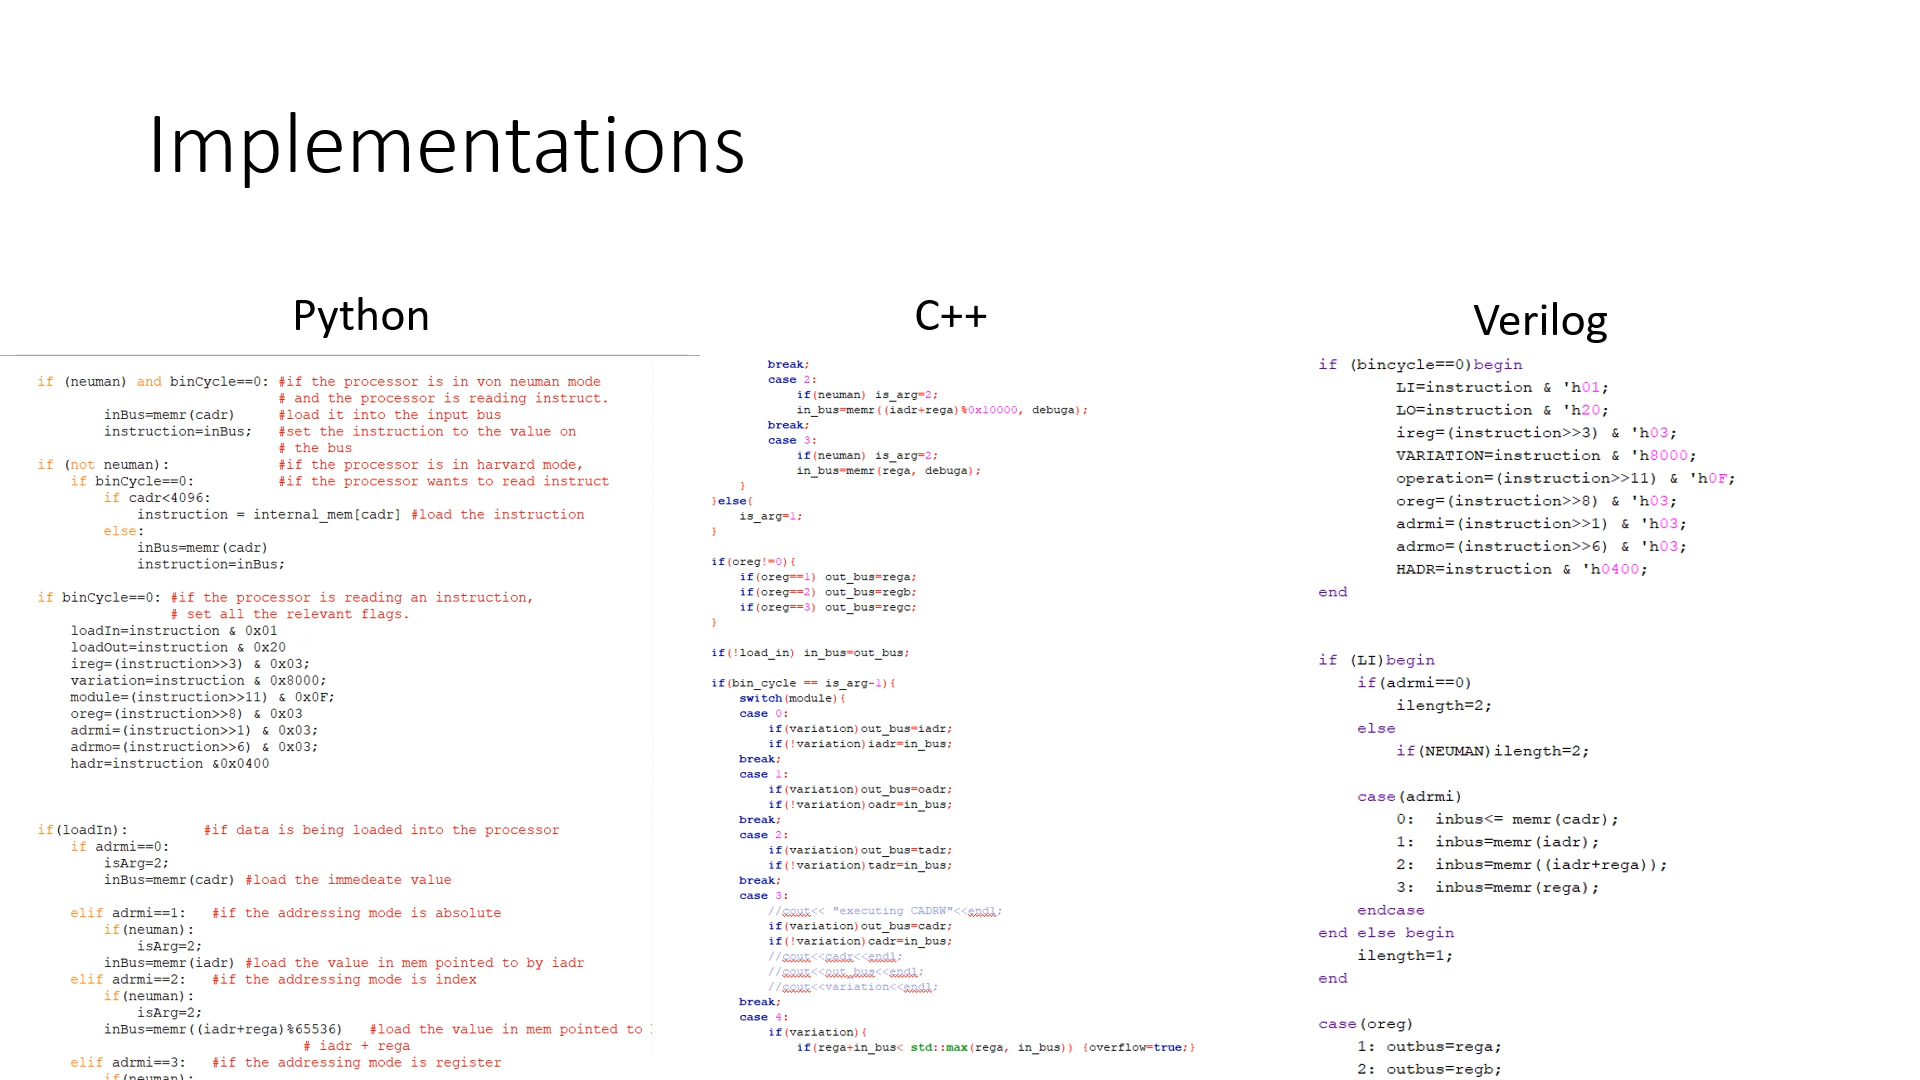 Implementations
Python
if (neuman) and binCycle==0: #if the processor is in von neuman mode
# and the processor is reading instruct.
inBus=memr(cadr) #load it into the input bus
instruction=inBus; #set the instruction to the value on
# the bus
if (not neuman): #if the processor is in harvard mode,
if binCycle==0: #if the processor wants to read instruct
if cadr<4096:
instruction = internal_mem[cadr] #load the instruction
else:
inBus=memr(cadr)
instruction=inBus;
if binCycle==0: #if the processor is reading an instruction,
# set all the relevant flags.
loadIn=instruction & 0x01
loadOut=instruction & 0x20
ireg=(instruction>>3) & 0x03;
variation=instruction & 0x8000;
module=(instruction>>11) & 0x0F;
oreg=(instruction>>8) & 0x03
adrmi=(instruction>>1) & 0x03;
adrmo=(instruction>>6) & 0x03;
hadr=instruction &0x0400
if(loadIn): #if data is being loaded into the processor
if adrmi==0:
isArg=2;
inBus=memr(cadr) #load the immedeate value
elif adrmi==1: #if the addressing mode is absolute
if(neuman):
isArg=2;
inBus=memr(iadr) #load the value in mem pointed to by iadr
elif adrmi==2: #if the addressing mode is index
if(neuman):
isArg=2;
inBus=memr((iadr+rega)%65536) #load the value in mem pointed to
# iadr + rega
elif adrmi==3: #if the addressing mode is register
if(neuman):
C++
break;
case 2:
if(neuman) is_arg=2;
in_bus=memr((iadr+rega)%0x10000, debuga);
break;
case 3:
if(neuman) is_arg=2;
in_bus=memr(rega, debuga);
}
}else{
is_arg=1;
}
if(oreg!=0){
if(oreg==1) out_bus=rega;
if(oreg==2) out_bus=regb;
if(oreg==3) out_bus=regc;
}
if(!load_in) in_bus=out_bus;
if(bin_cycle == is_arg-1){
switch(module){
case 0:
if(variation)out_bus=iadr;
if(!variation)iadr=in_bus;
break;
case 1:
if(variation)out_bus=oadr;
if(!variation)oadr=in_bus;
break;
case 2:
if(variation)out_bus=tadr;
if(!variation)tadr=in_bus;
break;
case 3:
//cout<< "executing CADRW"<<endl;
if(variation)out_bus=cadr;
if(!variation)cadr=in_bus;
//cout<<cadr<<endl;
//cout<<out_bus<<endl;
//cout<<variation<<endl;
break;
case 4:
if(variation){
if(rega+in_bus< std::max(rega, in_bus)) {overflow=true;}
Verilog
if (bincycle==0)begin
LI=instruction & 'h01;
LO=instruction & 'h20;
ireg=(instruction>>3) & 'h03;
VARIATION=instruction & 'h8000;
operation=(instruction>>11) & 'h0F;
oreg=(instruction>>8) & 'h03;
adrmi=(instruction>>1) & 'h03;
adrmo=(instruction>>6) & 'h03;
HADR=instruction & 'h0400;
end
if (LI)begin
if(adrmi==0)
ilength=2;
else
if(NEUMAN)ilength=2;
case(adrmi)
0: inbus<= memr(cadr);
1: inbus=memr(iadr);
2: inbus=memr((iadr+rega));
3: inbus=memr(rega);
endcase
end else begin
ilength=1;
end
case(oreg)
1: outbus=rega;
2: outbus=regb;